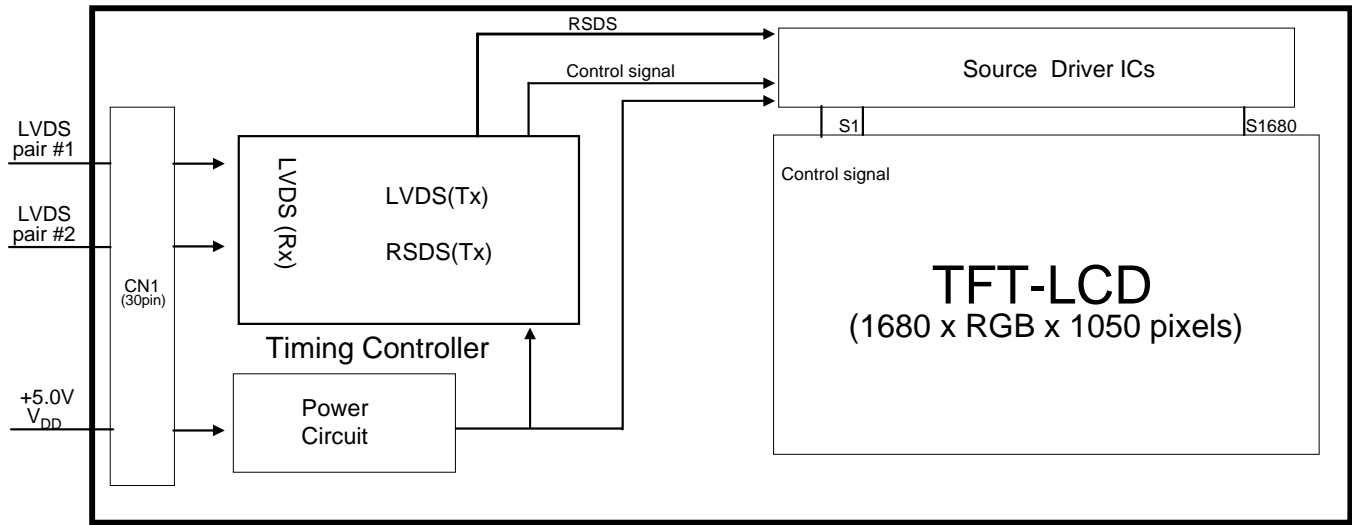 RSDS
Control signal
Source Driver ICs
S1
S1680
LVDS
pair #1
LVDS
pair #2
CN1
(30pin)
LVDS (Rx)
LVDS(Tx)
RSDS(Tx)
Timing Controller
Control signal
TFT-LCD
(1680 x RGB x 1050 pixels)
+5.0V
VDD
Power
Circuit